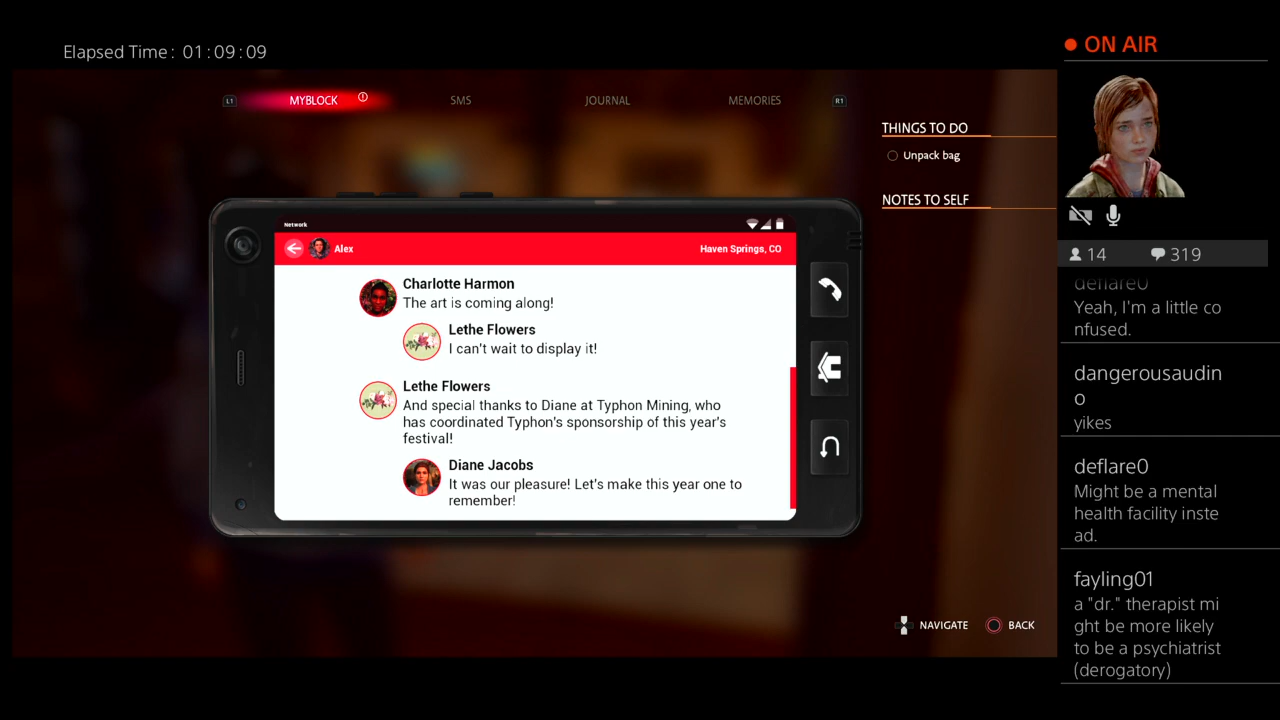 Elapsed Time: 01:09:09
ON AIR
L1
MYBLOCK
SMS
JOURNAL
MEMORIES
R1
THINGS TO DO
Unpack bag
NOTES TO SELF
Network
Alex
Haven Springs, CO
Charlotte Harmon
The art is coming along!
Lethe Flowers
I can't wait to display it!
Lethe Flowers
And special thanks to Diane at Typhon Mining, who
has coordinated Typhon's sponsorship of this year's
festival!
Diane Jacobs
It was our pleasure! Let's make this year one to
remember!
NAVIGATE
BACK
14
319
deflare0
Yeah, I'm a little co
nfused.
dangerousaudin
o
yikes
deflare0
Might be a mental
health facility inste
ad.
fayling01
a "dr." therapist mi
ght be more likely
to be a psychiatrist
(derogatory)